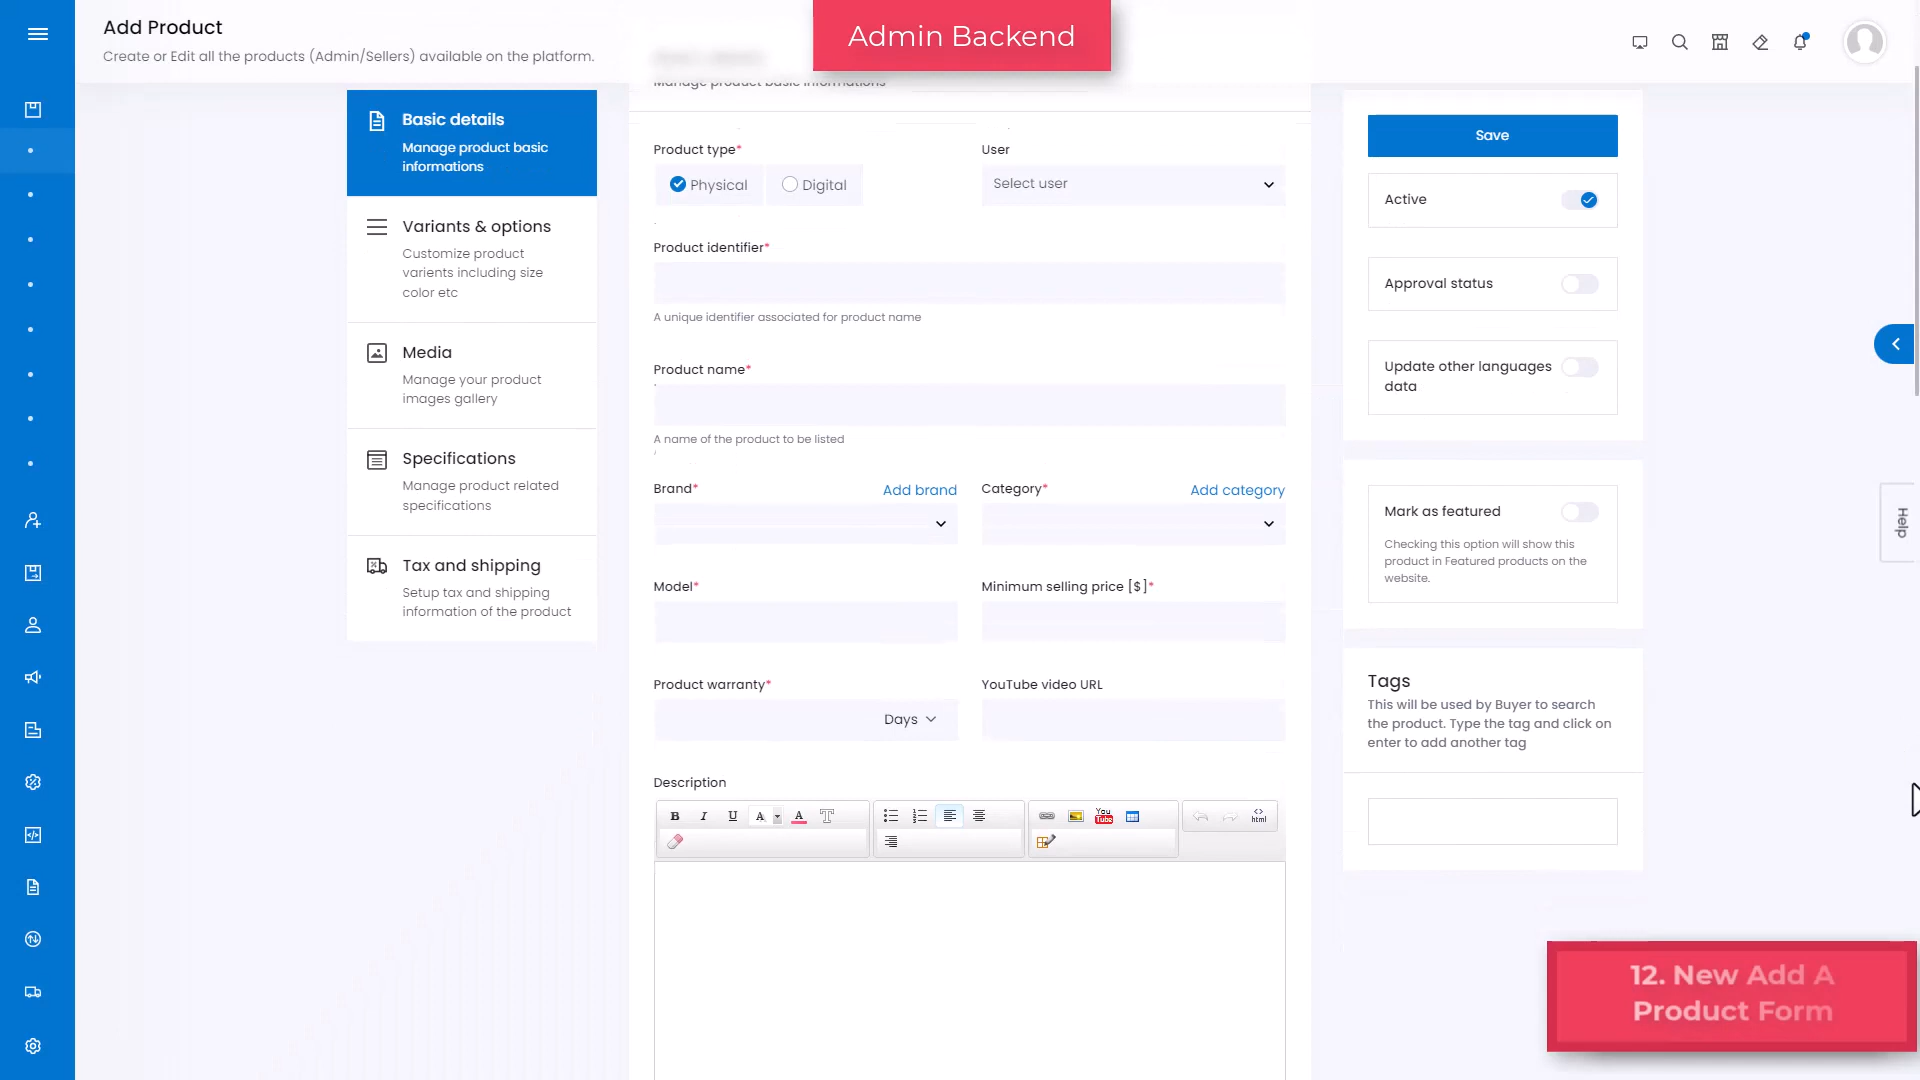 Add Product
Create or Edit all the products (Admin/Sellers) available on the platform.
Admin Backend
Basic details
Manage product basic
informations
Variants & options
Customize product
varients including size
color etc
Media
Manage your product
images gallery
Specifications
Manage product related
specifications
Tax and shipping
Setup tax and shipping
information of the product
Manage product basic informations
Product type*
Physical
Digital
User
Select user
Product identifier*
A unique identifier associated for product name
Product name*
A name of the product to be listed
Brand*
Add brand
Category*
Add category
Model*
Minimum selling price [$]*
Product warranty*
Days
YouTube video URL
Description
B I U A A T
You
Tube
<>
html
Save
Active
Approval status
Update other languages
data
Mark as featured
Checking this option will show this
product in Featured products on the
website.
Tags
This will be used by Buyer to search
the product. Type the tag and click on
enter to add another tag
Help
12. New Add A
Product Form